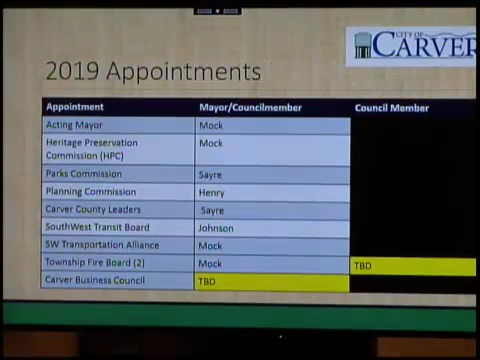 CITY OF
CARVER
2019 Appointments
Appointment Mayor/Councilmember Council Member
Acting Mayor Mock
Heritage Preservation Commission (HPC) Mock
Parks Commission Sayre
Planning Commission Henry
Carver County Leaders Sayre
SouthWest Transit Board Johnson
SW Transportation Alliance Mock
Township Fire Board (2) Mock TBD
Carver Business Council TBD